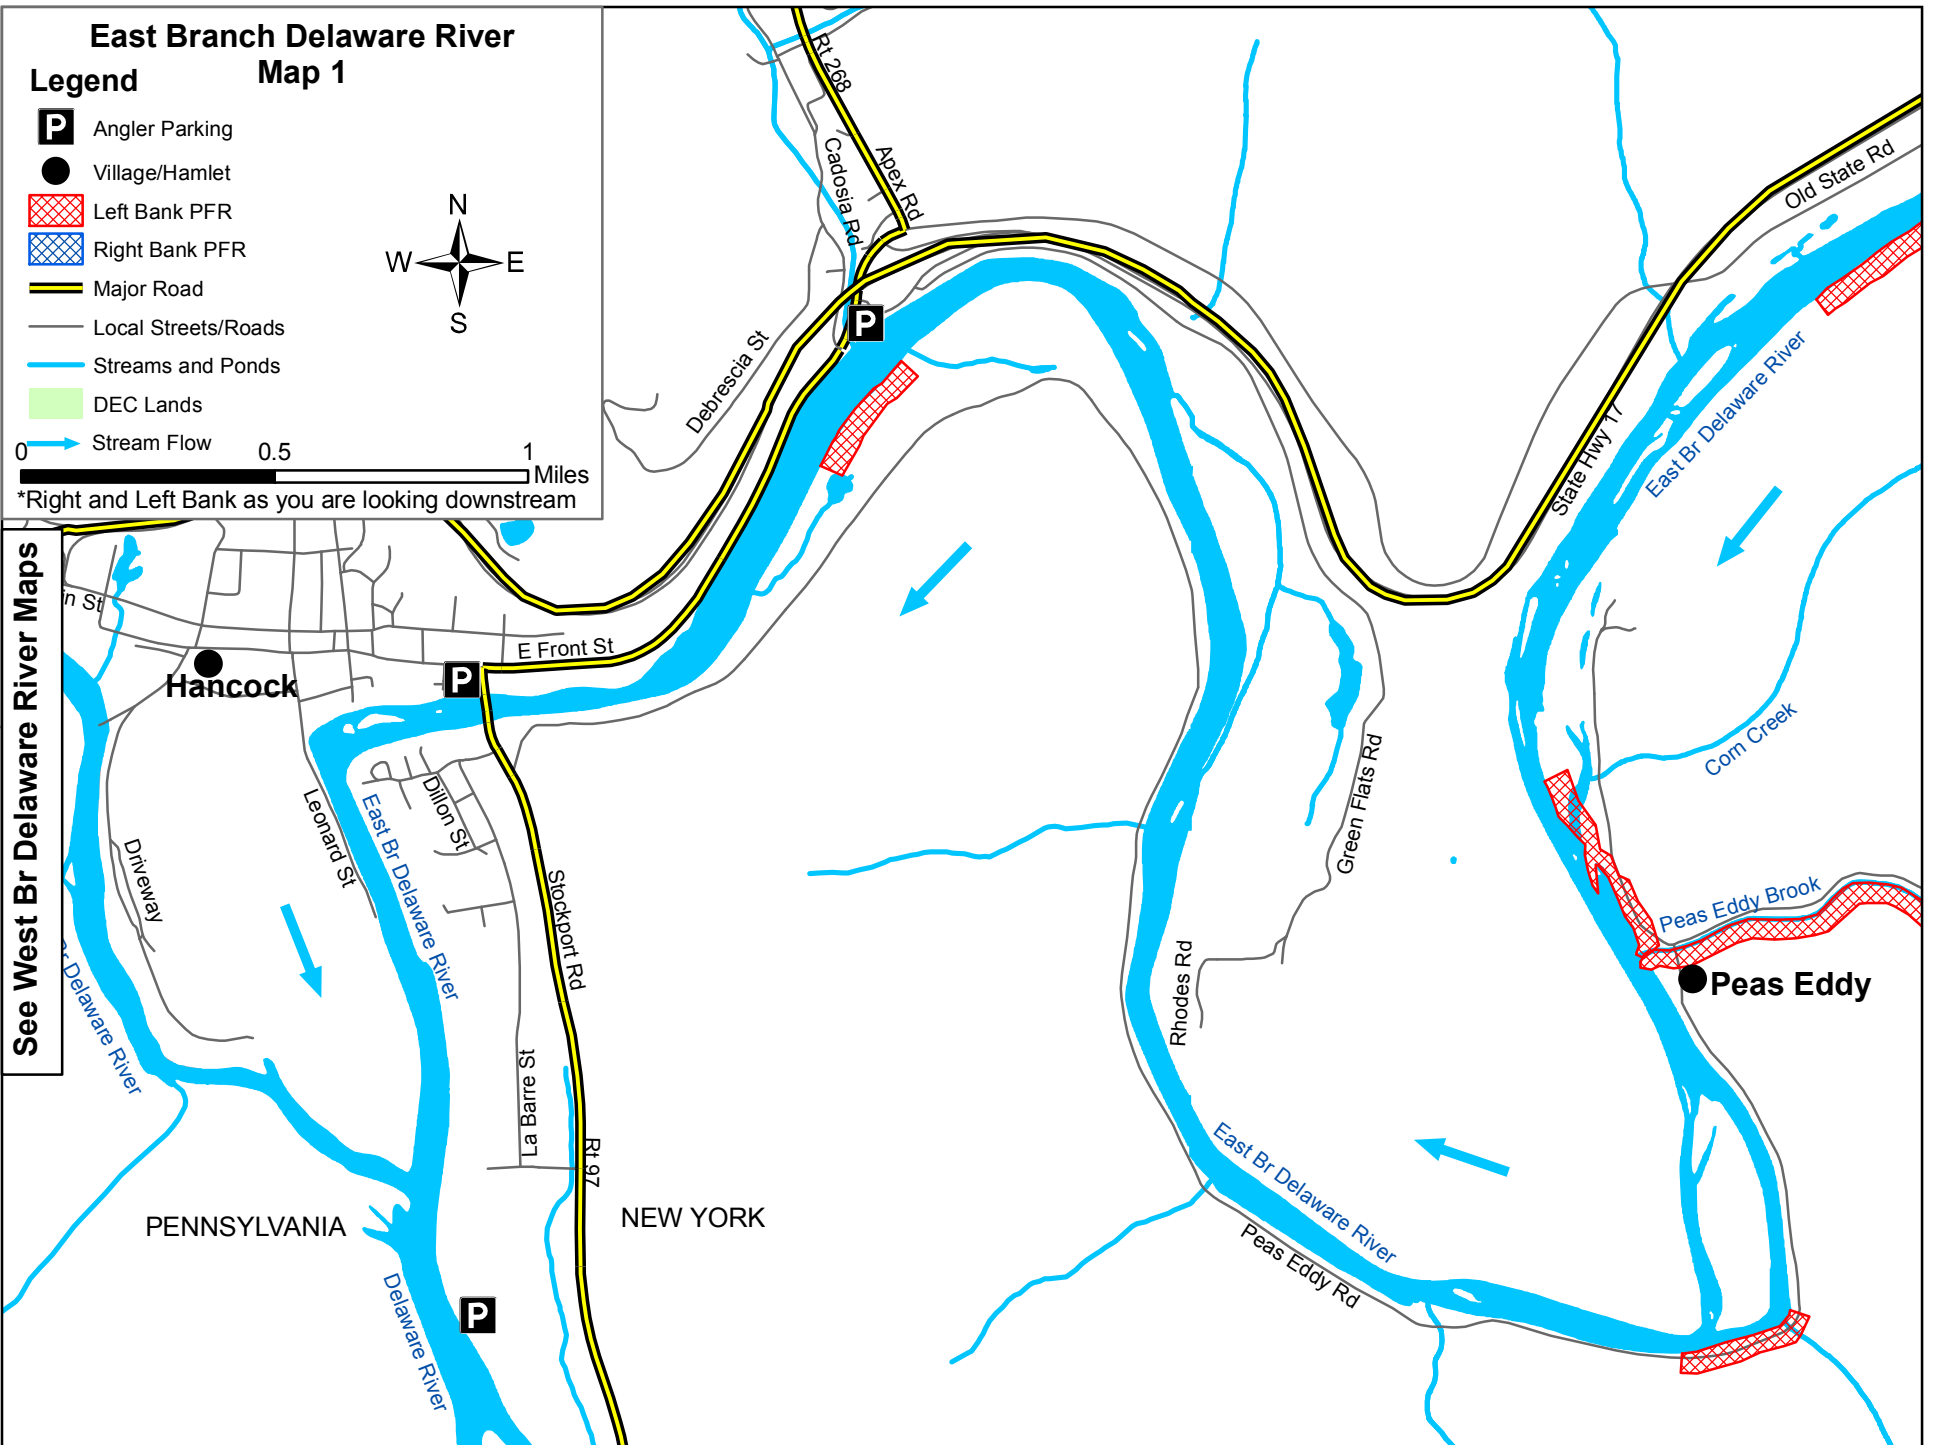 East Branch Delaware River
Map 1
Legend
P Angler Parking
Village/Hamlet
Left Bank PFR
Right Bank PFR
Major Road
Local Streets/Roads
Streams and Ponds
DEC Lands
Stream Flow
N
W E
S
0 0.5 1
Miles
*Right and Left Bank as you are looking downstream
See West Br Delaware River Maps
Rt 268
Apex Rd
Cadosia Rd
P
Debrescia St
Old State Rd
State Hwy 17
East Br Delaware River
in St
E Front St
P
Hancock
Corn Creek
Leonard St
Dillon St
East Br Delaware River
Driveway
Green Flats Rd
Stockport Rd
Peas Eddy Brook
Peas Eddy
Br Delaware River
Rhodes Rd
La Barre St
Rt 97
East Br Delaware River
PENNSYLVANIA
NEW YORK
Peas Eddy Rd
P
Delaware River